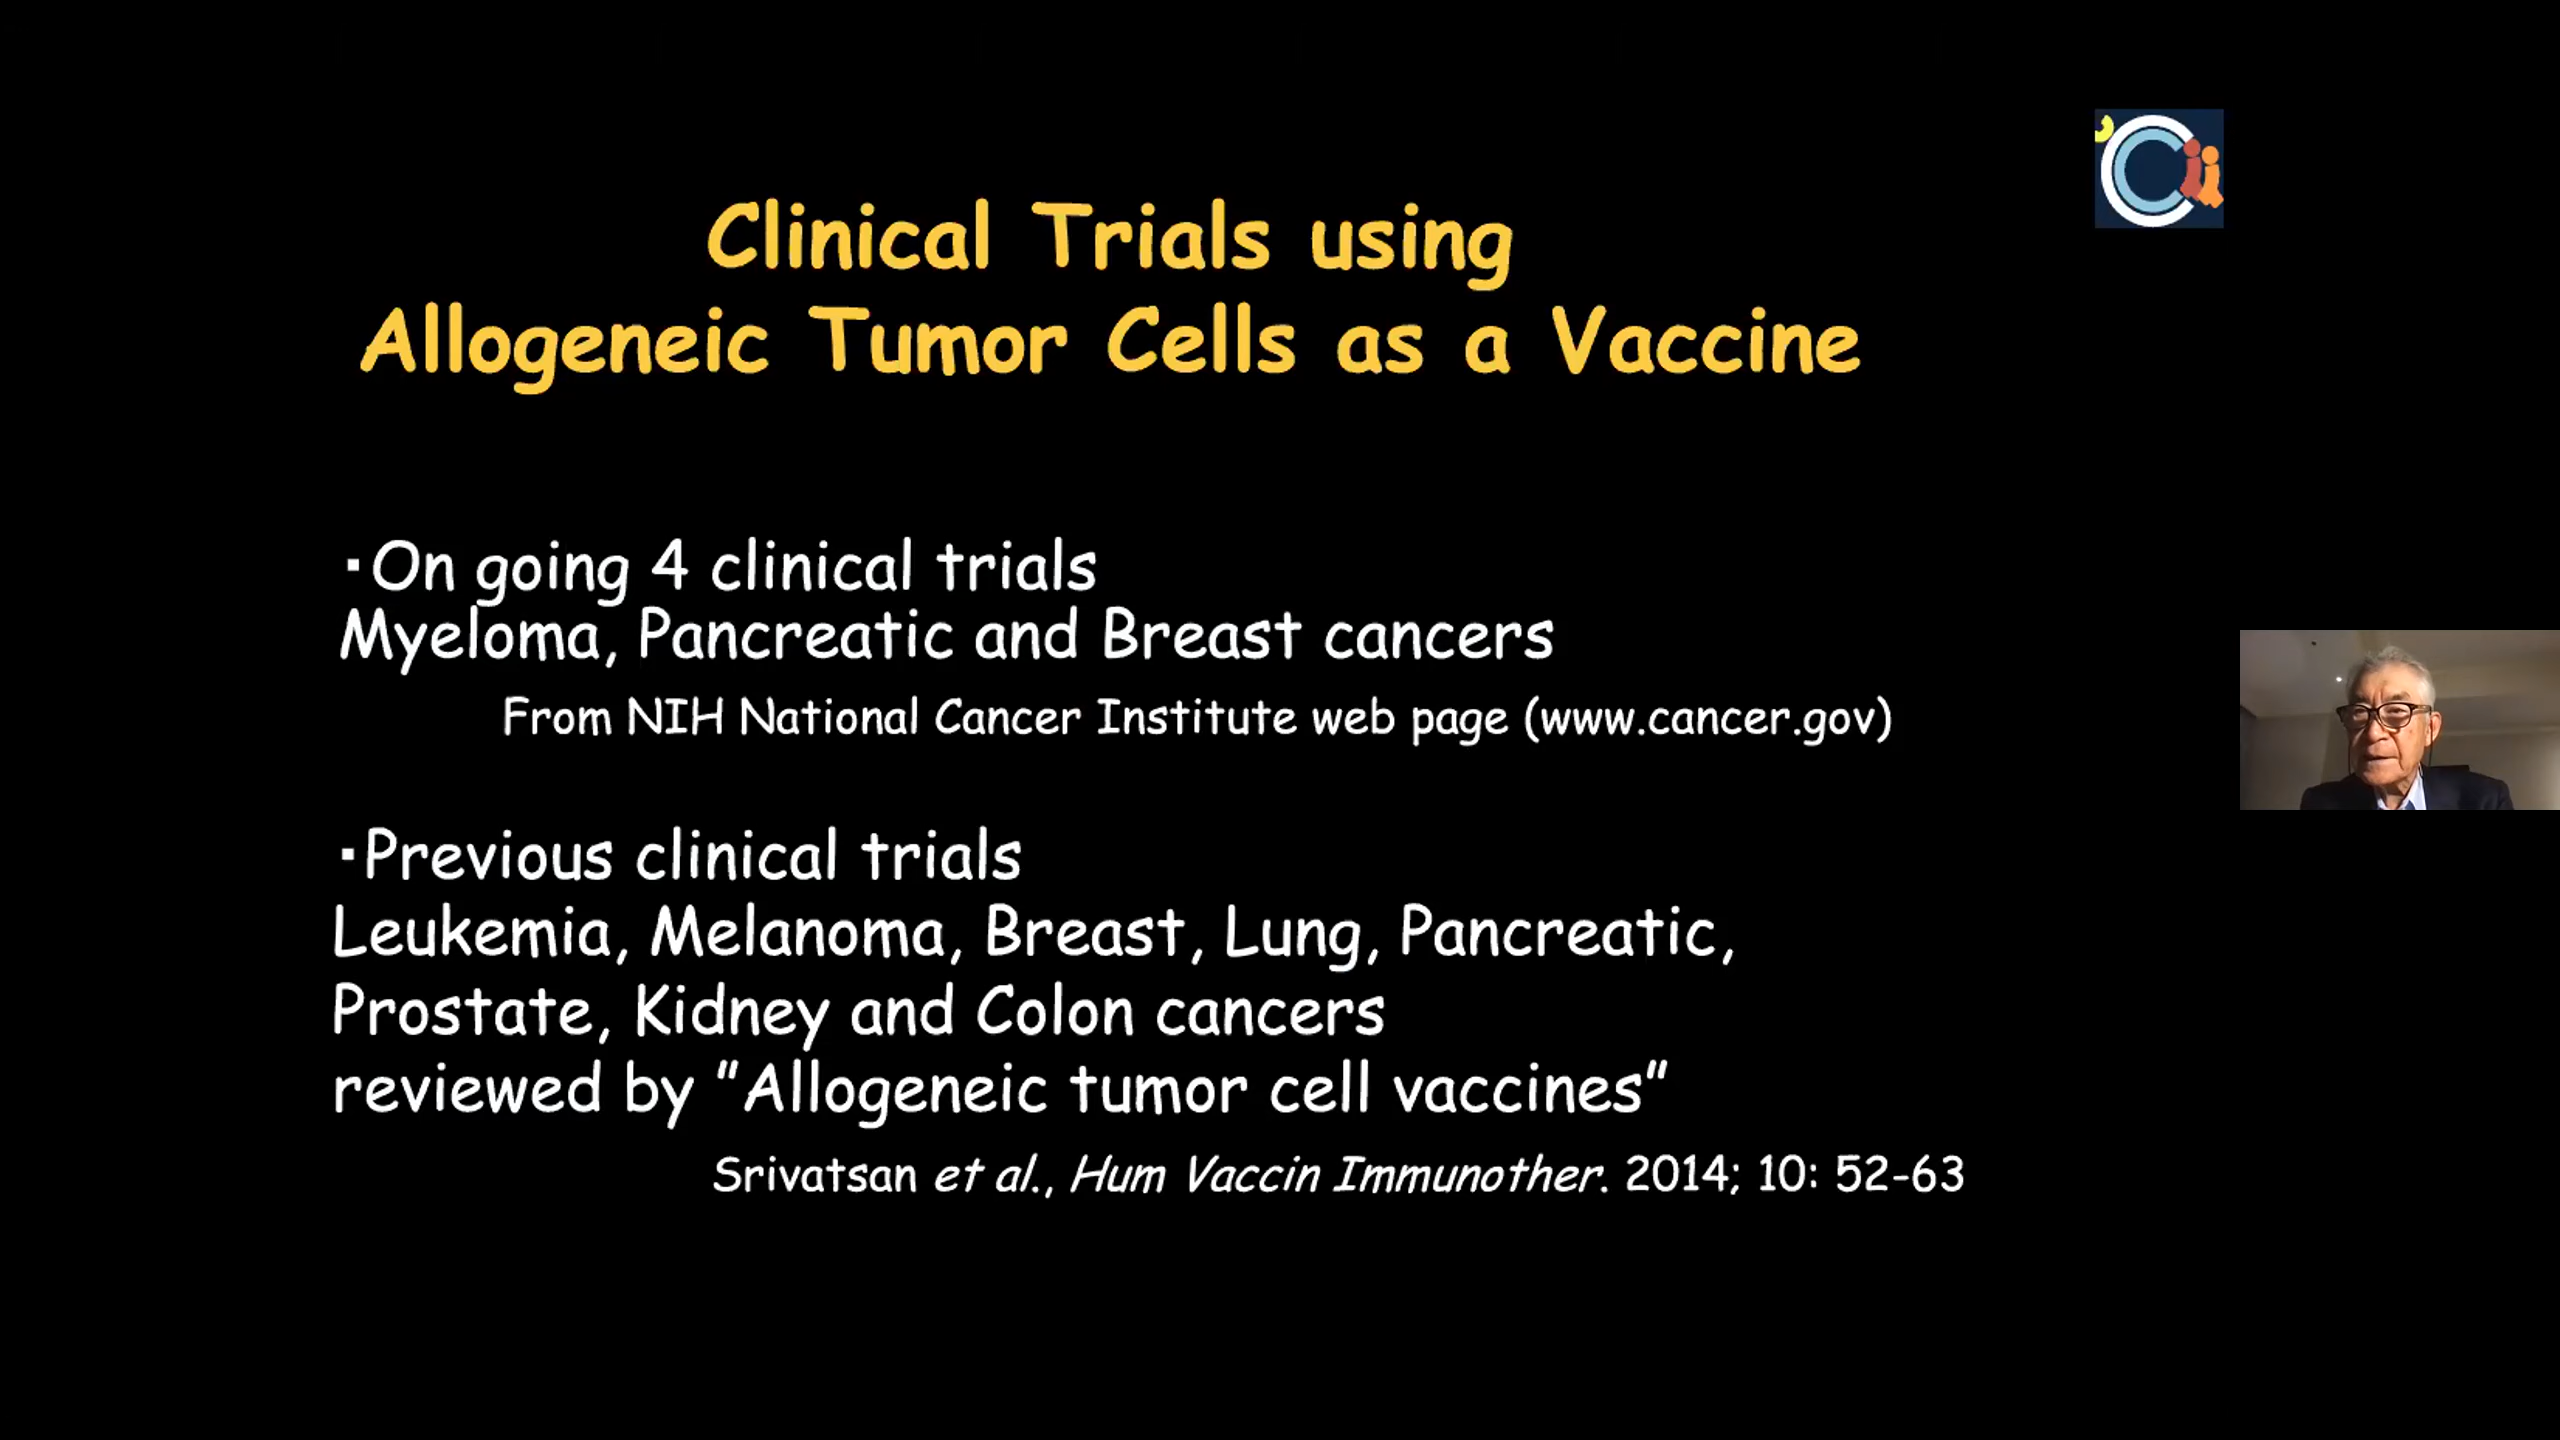 Clinical Trials using
Allogeneic Tumor Cells as a Vaccine
・On going 4 clinical trials
Myeloma, Pancreatic and Breast cancers
From NIH National Cancer Institute web page (www.cancer.gov)
・Previous clinical trials
Leukemia, Melanoma, Breast, Lung, Pancreatic,
Prostate, Kidney and Colon cancers
reviewed by ”Allogeneic tumor cell vaccines”
Srivatsan et al., Hum Vaccin Immunother. 2014; 10: 52-63